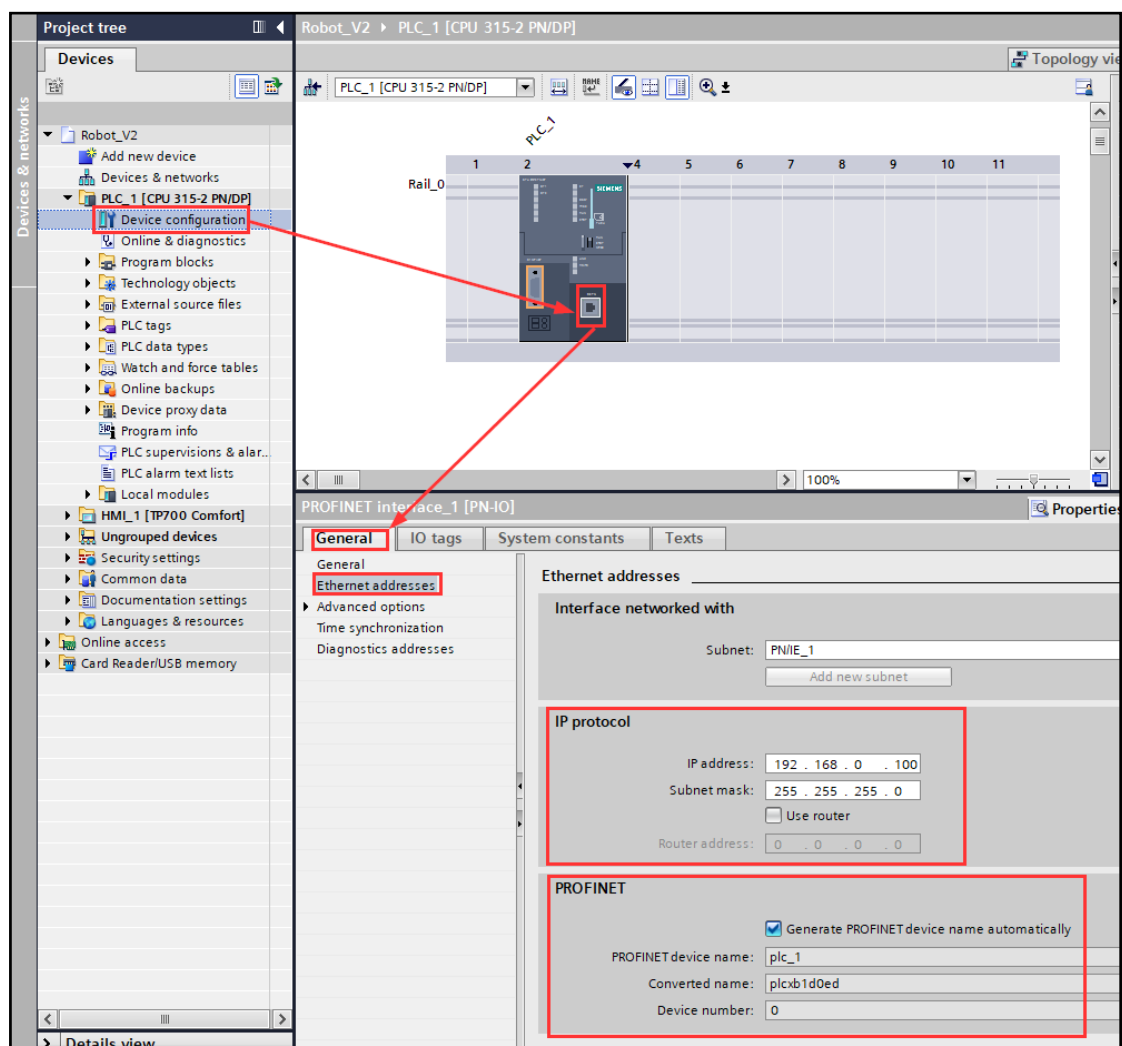 Project tree
Robot_V2 ▸ PLC_1 [CPU 315-2 PN/DP]
Devices
Topology vie
PLC_1 [CPU 315-2 PN/DP]
Devices & networks
Robot_V2
Add new device
Devices & networks
PLC_1 [CPU 315-2 PN/DP]
Device configuration
Online & diagnostics
Program blocks
Technology objects
External source files
PLC tags
PLC data types
Watch and force tables
Online backups
Device proxy data
Program info
PLC supervisions & alar...
PLC alarm text lists
Local modules
HMI_1 [TP700 Comfort]
Ungrouped devices
Security settings
Common data
Documentation settings
Languages & resources
Online access
Card Reader/USB memory
Details view
PLC_1
1 2 4 5 6 7 8 9 10 11
Rail_0
SIEMENS
100%
PROFINET interface_1 [PN-IO]
Properties
General IO tags System constants Texts
General
Ethernet addresses
Advanced options
Time synchronization
Diagnostics addresses
Ethernet addresses
Interface networked with
Subnet: PN/IE_1
Add new subnet
IP protocol
IP address: 192 . 168 . 0 . 100
Subnet mask: 255 . 255 . 255 . 0
Use router
Router address: 0 . 0 . 0 . 0
PROFINET
Generate PROFINET device name automatically
PROFINET device name: plc_1
Converted name: plcxb1d0ed
Device number: 0